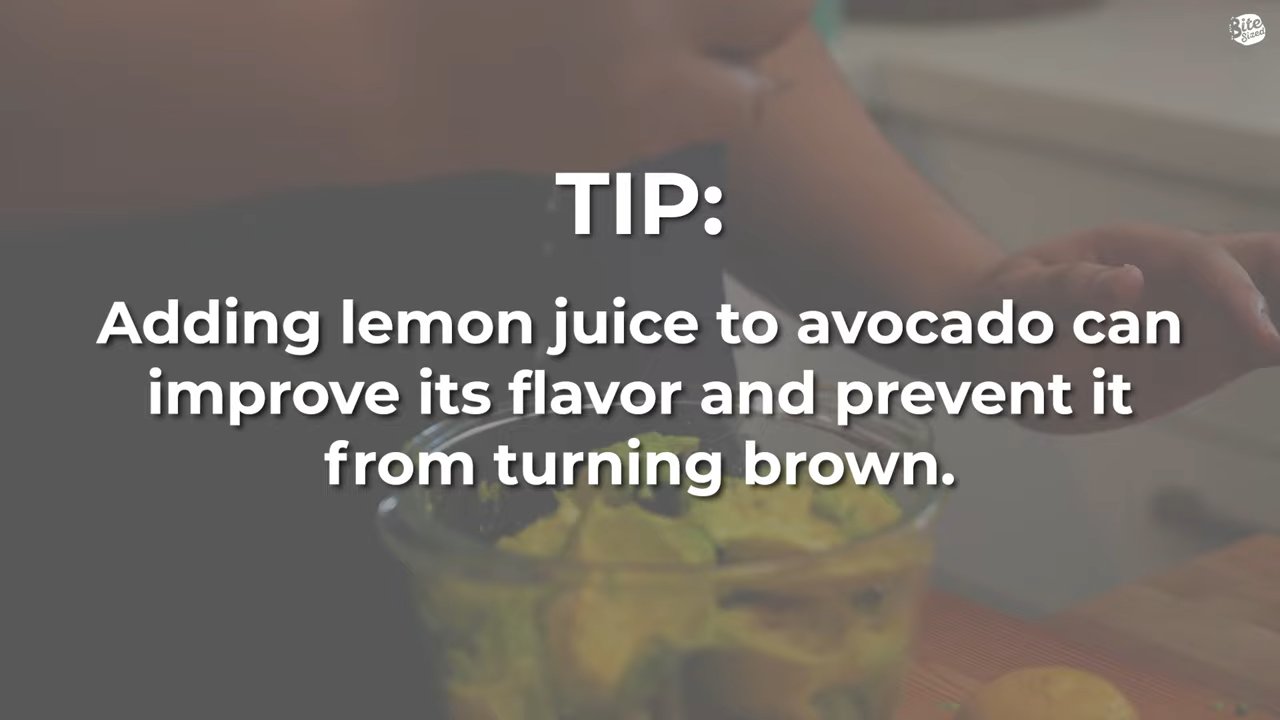 Bite
Sized
TIP:
Adding lemon juice to avocado can
improve its flavor and prevent it
from turning brown.